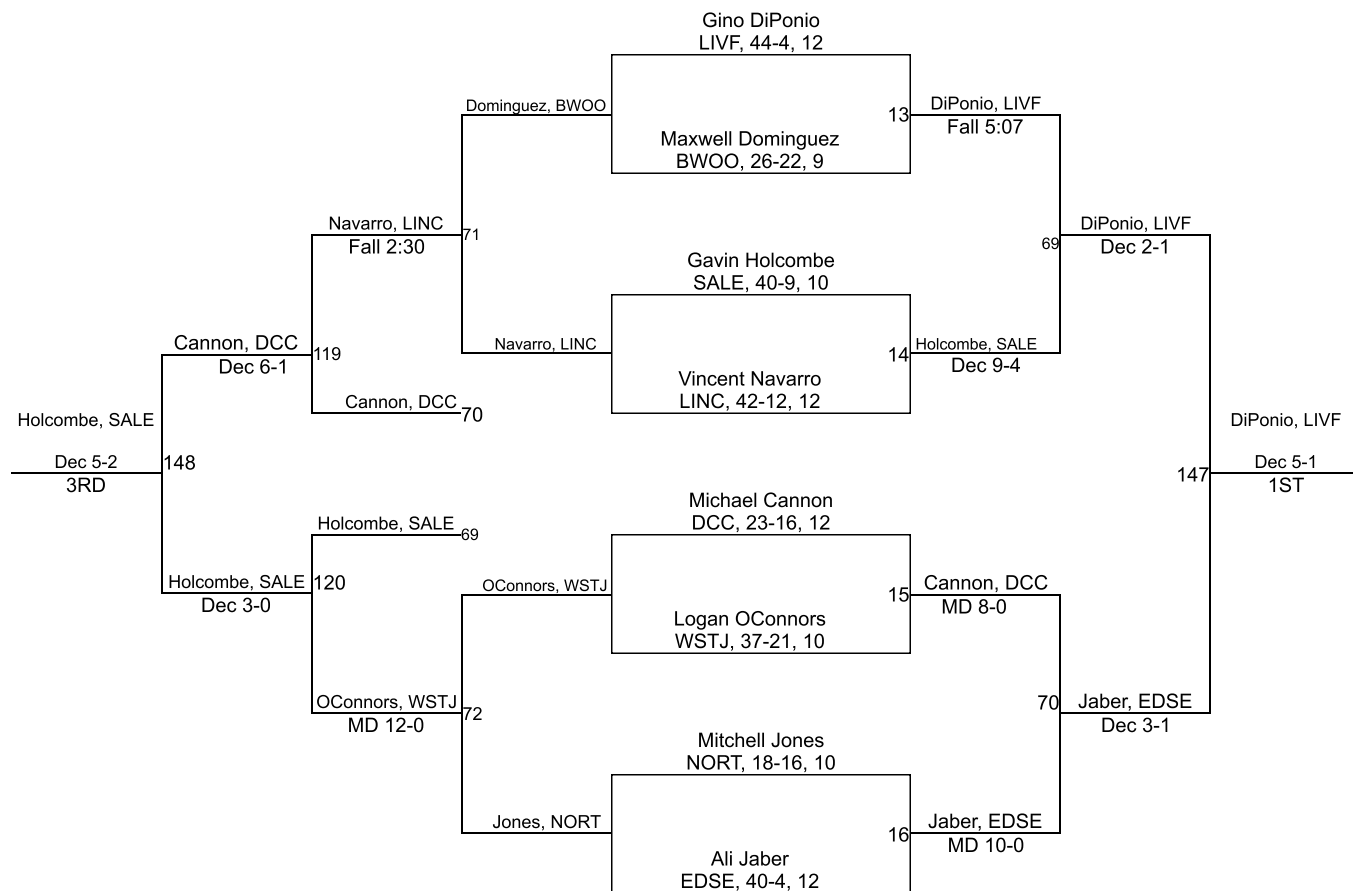 Gino DiPonio
LIVF, 44-4, 12
Dominguez, BWOO
13
DiPonio, LIVF
Fall 5:07
Maxwell Dominguez
BWOO, 26-22, 9
Navarro, LINC
Fall 2:30
71
DiPonio, LIVF
Dec 2-1
69
Gavin Holcombe
SALE, 40-9, 10
Cannon, DCC
Dec 6-1
119
Navarro, LINC
14
Holcombe, SALE
Dec 9-4
Vincent Navarro
LINC, 42-12, 12
Cannon, DCC
70
Holcombe, SALE
Dec 5-2
3RD
148
DiPonio, LIVF
147
Dec 5-1
1ST
Michael Cannon
DCC, 23-16, 12
Holcombe, SALE
69
Holcombe, SALE
Dec 3-0
120
OConnors, WSTJ
15
Cannon, DCC
MD 8-0
Logan OConnors
WSTJ, 37-21, 10
OConnors, WSTJ
MD 12-0
72
70
Jaber, EDSE
Dec 3-1
Mitchell Jones
NORT, 18-16, 10
Jones, NORT
16
Jaber, EDSE
MD 10-0
Ali Jaber
EDSE, 40-4, 12